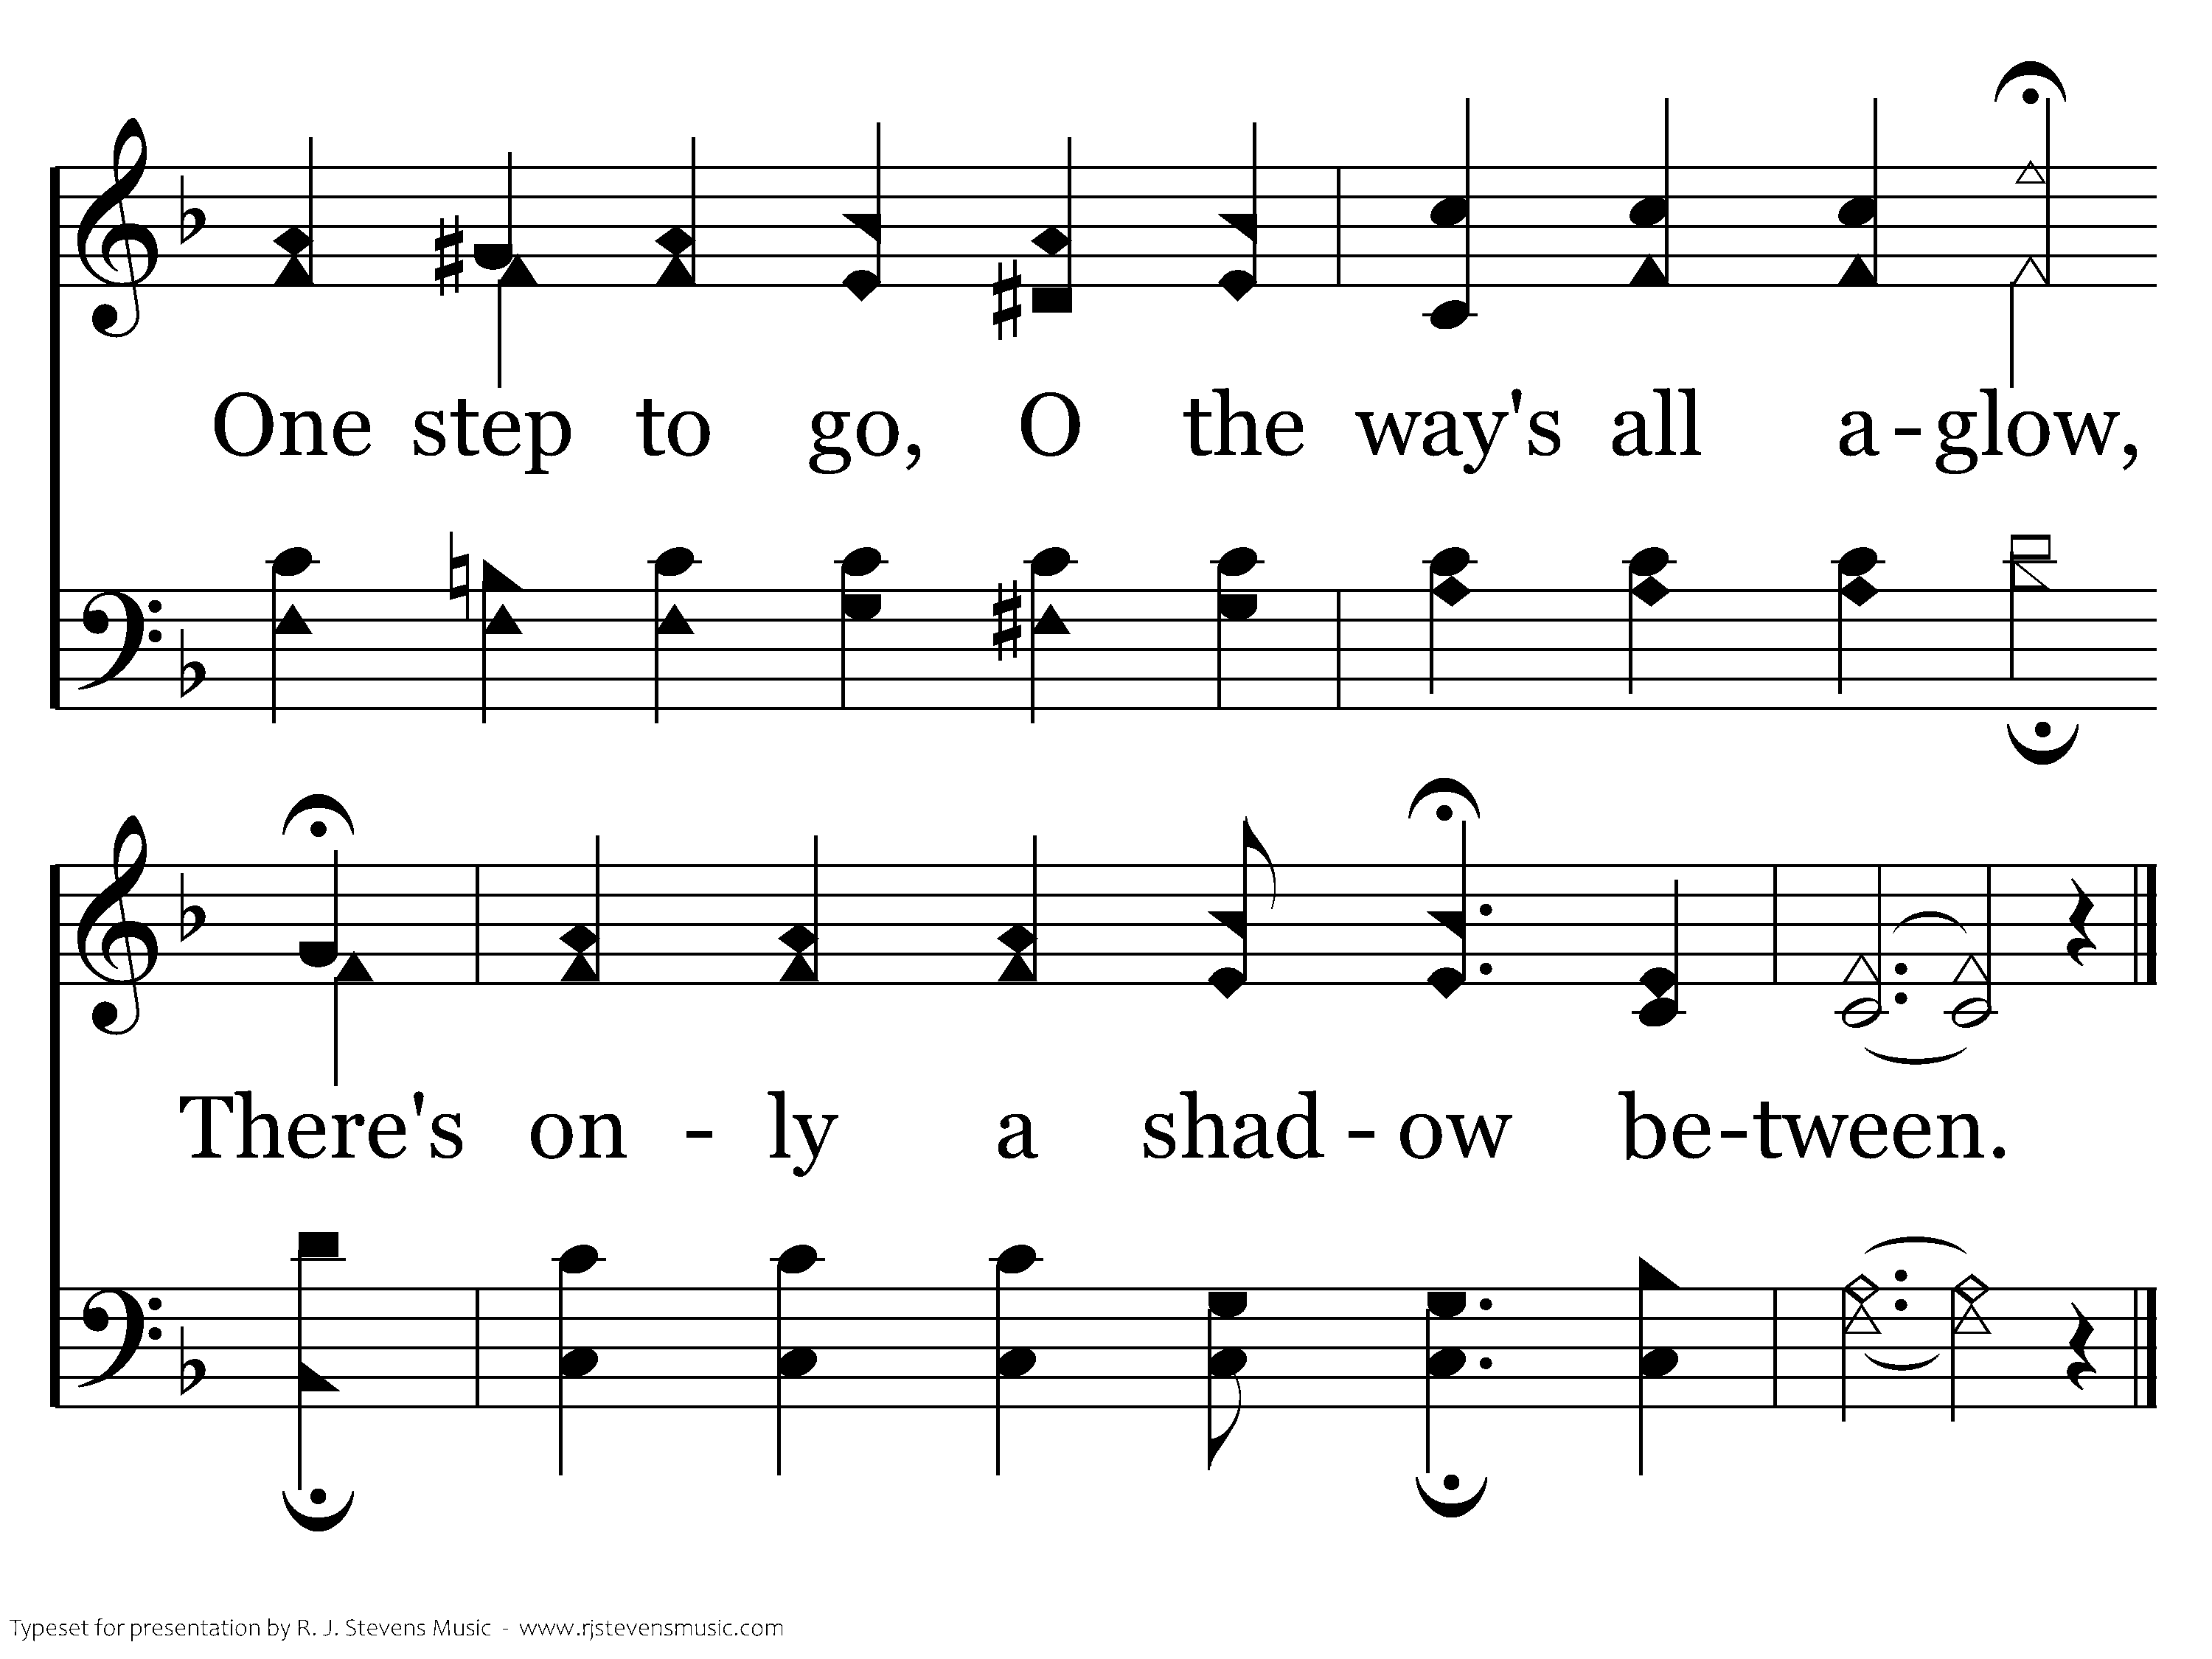 One step to go, O the way's all a-glow,
There's on - ly a shad - ow be-tween.
Typeset for presentation by R. J. Stevens Music - www.rjstevensmusic.com